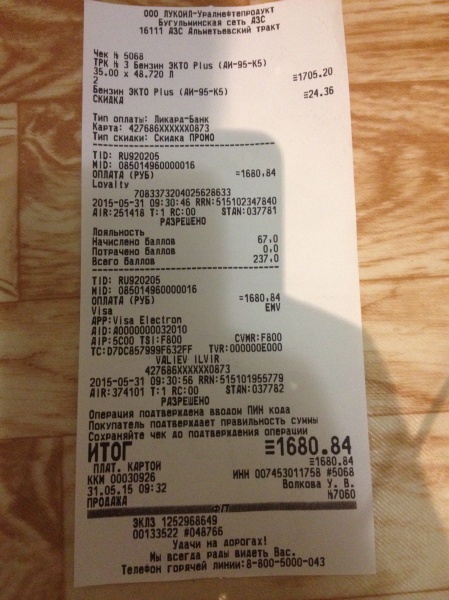 ООО ЛУКОИЛ-Уралнефтепродукт
Бугульминская сеть АЗС
16111 АЗС Альметьевский тракт
Чек № 5068
ТРК № 3 Бензин ЭКТО Plus (АИ-95-К5)
35.00 x 48.720 Л
≡1705.20
2
Бензин ЭКТО Plus (АИ-95-К5)
≡24.36
СКИДКА
Тип оплаты: Ликард-Банк
Карта: 427686XXXXXX0873
Тип скидки: Скидка ПРОМО
TID: RU920205
MID: 085014960000016
ОПЛАТА (РУБ) =1680.84
Loyalty
7083373204025628633
2015-05-31 09:30:46 RRN:515102347840
AIR:251418 T:1 RC:00 STAN:037781
РАЗРЕШЕНО
Лояльность
Начислено баллов 67.0
Потрачено баллов 0.0
Всего баллов 237.0
TID: RU920205
MID: 085014960000016
ОПЛАТА (РУБ) =1680.84
Visa EMV
APP:Visa Electron
AID:A0000000032010
AIP:5C00 TSI:F800 CVMR:F800
TC:D7DC857999F632FF TVR:000000E000
VALIEV ILVIR
427686XXXXXX0873
2015-05-31 09:30:56 RRN:515101955779
AIR:374101 T:1 RC:00 STAN:037782
РАЗРЕШЕНО
Операция подтверждена вводом ПИН кода
Покупатель подтверждает правильность суммы
Сохраняйте чек до подтверждения операции
ИТОГ ≡1680.84
ПЛАТ. КАРТОЙ ≡1680.84
ККМ 00030926 ИНН 007453011758 #5068
31.05.15 09:32 Волкова У. В.
ПРОДАЖА №7060
ФП
ЭКЛЗ 1252968649
00133522 #048766
Удачи на дорогах!
Мы всегда рады видеть Вас.
Телефон горячей линии:8-800-5000-043